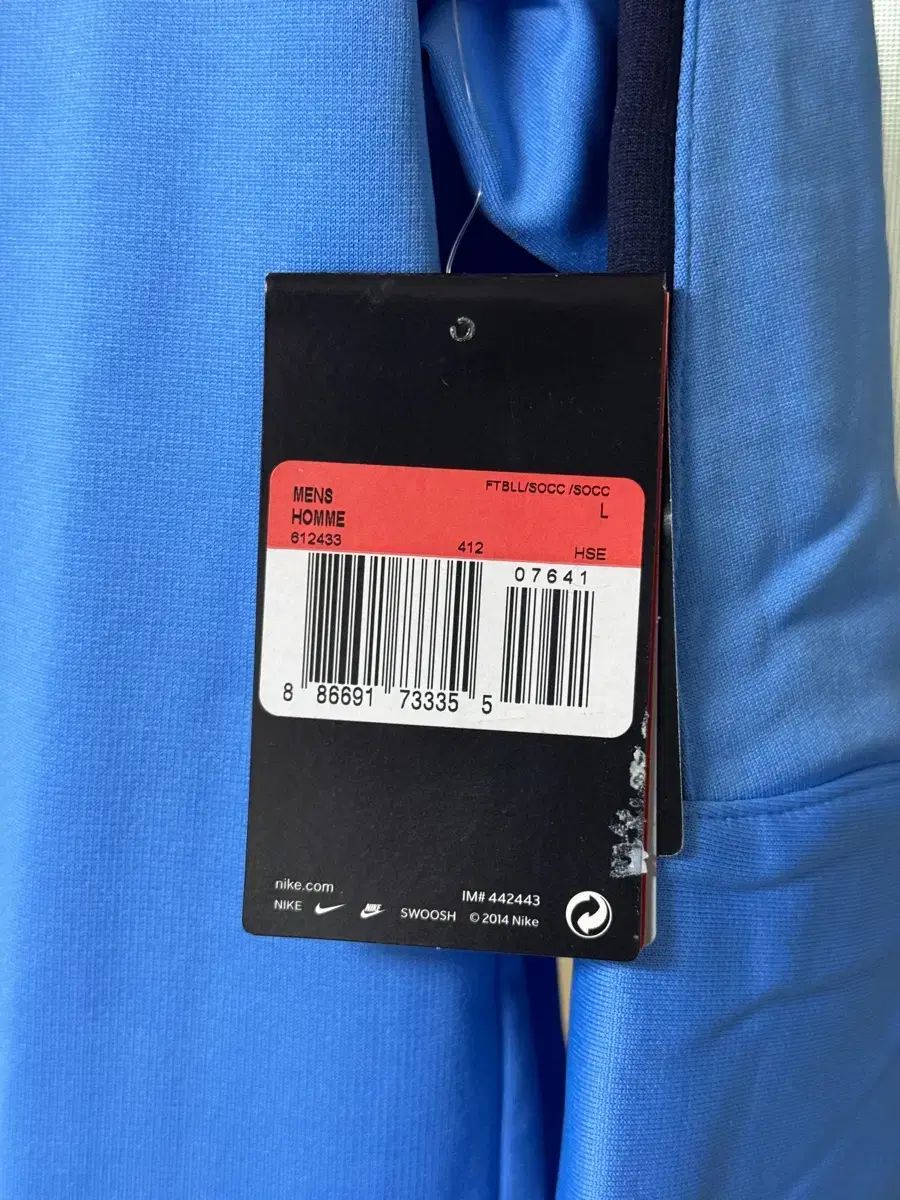 MENS FTBLL/SOCC /SOCC
HOMME L
612433 412 HSE
07641
8 86691 73335 5
nike.com IM# 442443
NIKE NIKE SWOOSH © 2014 Nike